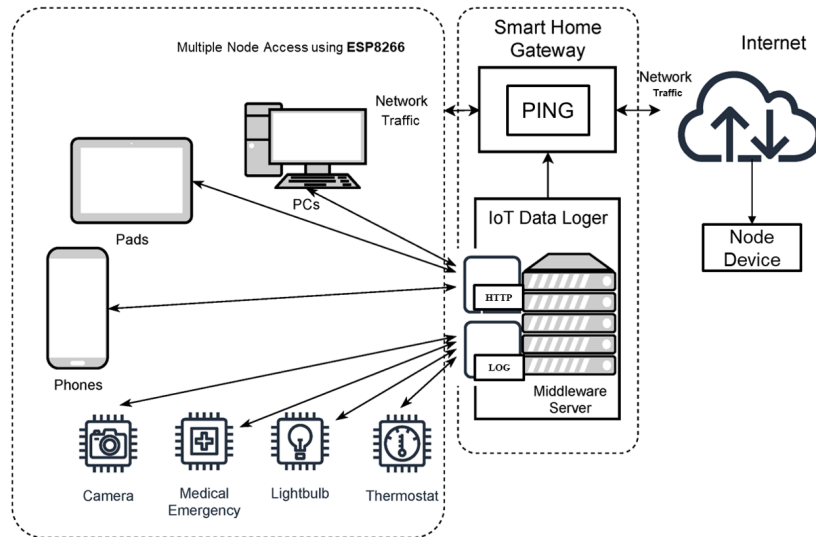 Multiple Node Access using ESP8266
Smart Home
Gateway
Internet
Network
Traffic
PING
Network
Traffic
PCs
Pads
IoT Data Loger
Node
Device
HTTP
Phones
LOG
Middleware
Server
Camera
Medical
Emergency
Lightbulb
Thermostat